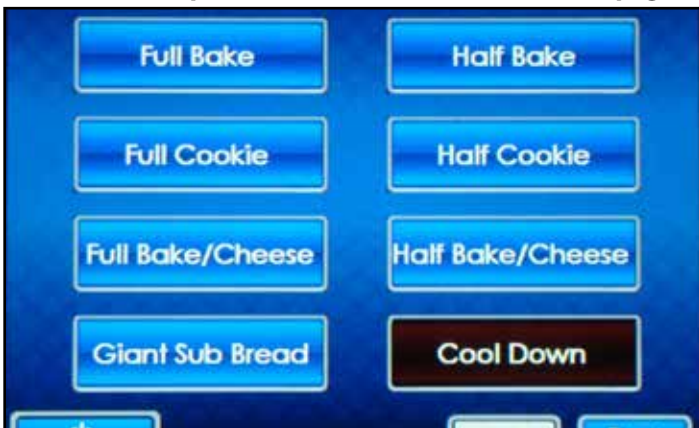 Full Bake
Half Bake
Full Cookie
Half Cookie
Full Bake/Cheese
Half Bake/Cheese
Giant Sub Bread
Cool Down